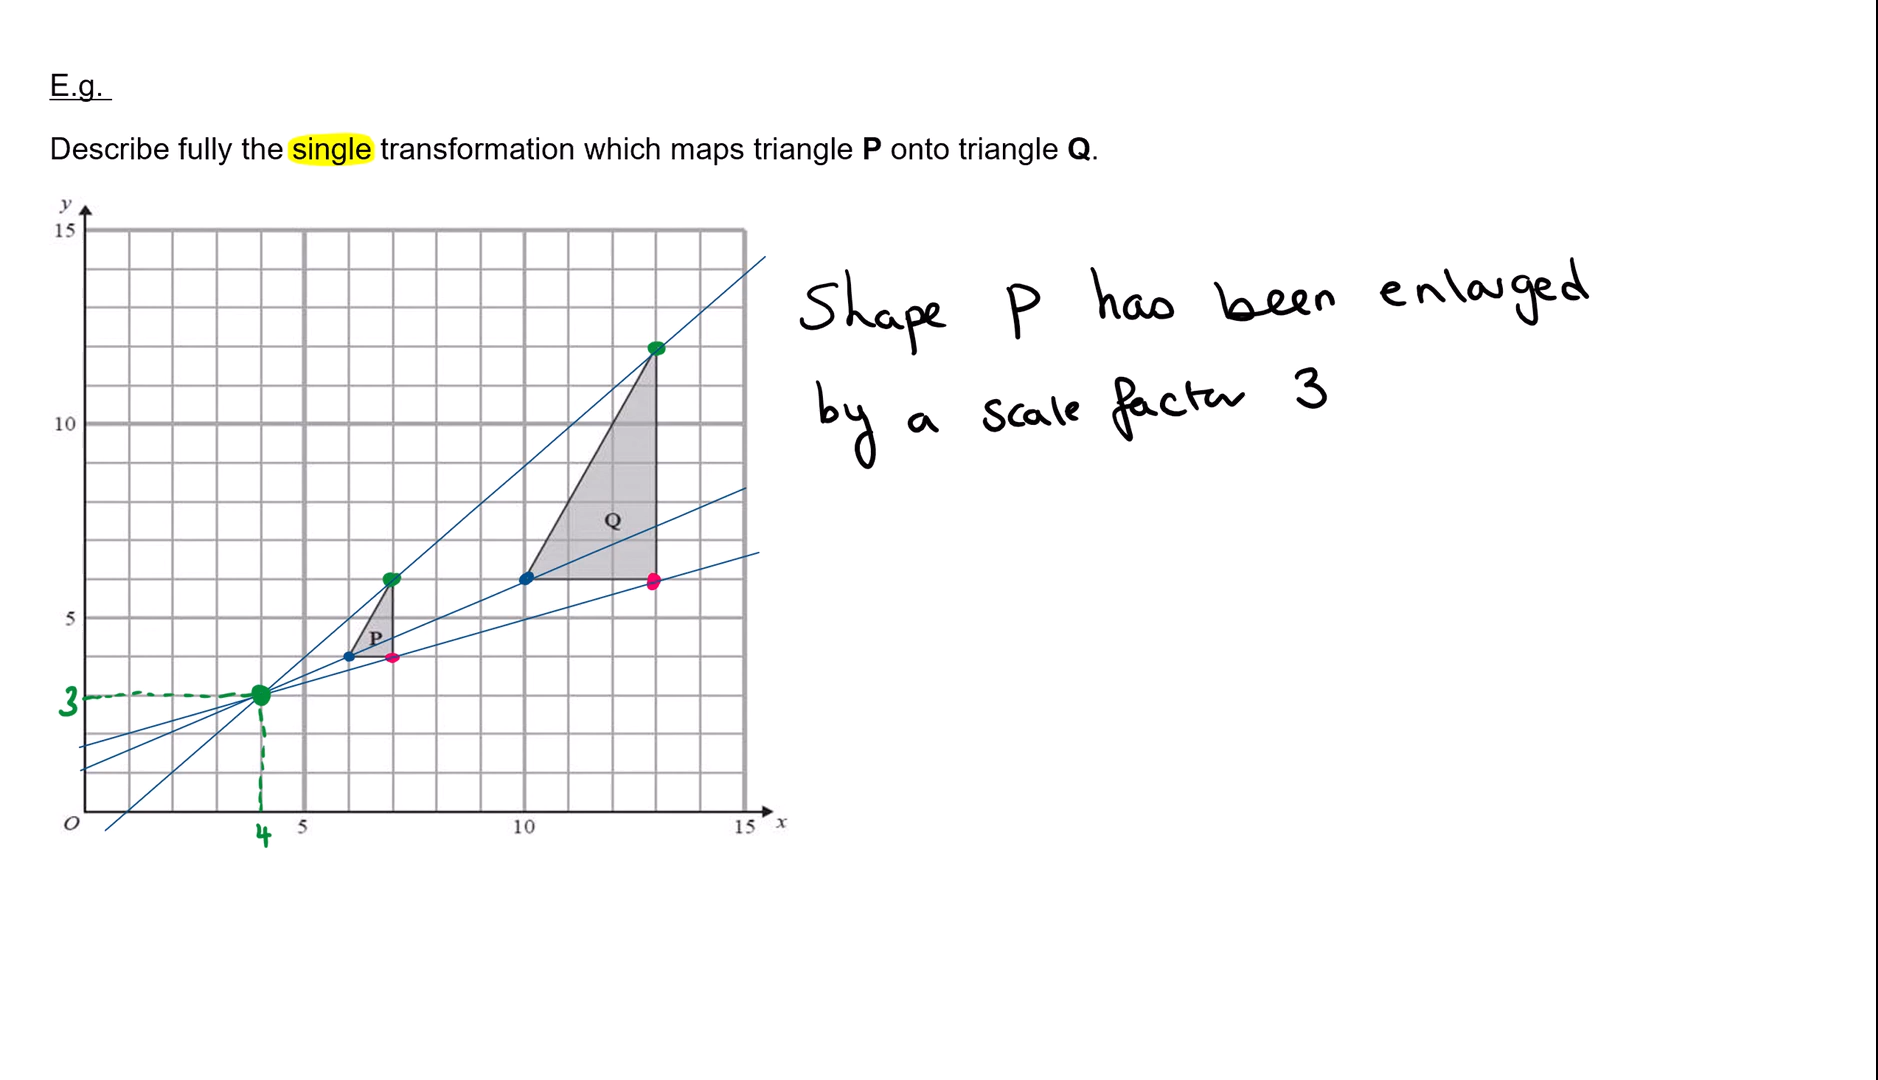 E.g.
Describe fully the single transformation which maps triangle P onto triangle Q.
y
15
10
Q
5
P
3
O
4
5
10
15
x
Shape P has been enlarged
by a scale factor 3